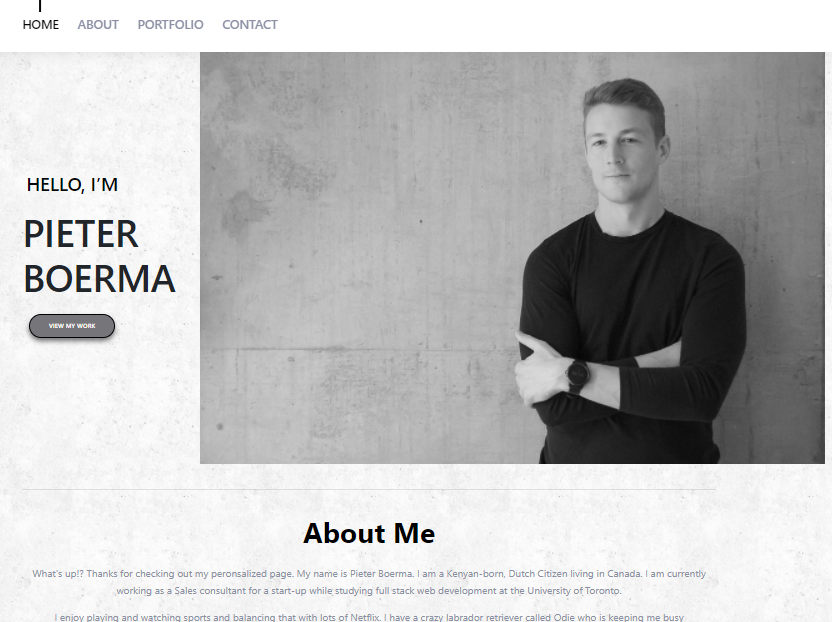 HOME ABOUT PORTFOLIO CONTACT
HELLO, I'M
PIETER
BOERMA
VIEW MY WORK
About Me
What's up!? Thanks for checking out my peronsalized page. My name is Pieter Boerma. I am a Kenyan-born, Dutch Citizen living in Canada. I am currently
working as a Sales consultant for a start-up while studying full stack web development at the University of Toronto.
I enjoy playing and watching sports and balancing that with lots of Netflix. I have a crazy labrador retriever called Odie who is keeping me busy